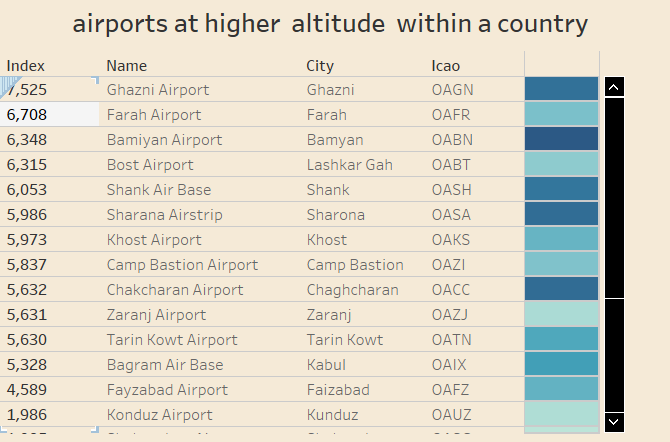 airports at higher altitude within a country
Index Name City Icao
7,525 Ghazni Airport Ghazni OAGN
6,708 Farah Airport Farah OAFR
6,348 Bamiyan Airport Bamyan OABN
6,315 Bost Airport Lashkar Gah OABT
6,053 Shank Air Base Shank OASH
5,986 Sharana Airstrip Sharona OASA
5,973 Khost Airport Khost OAKS
5,837 Camp Bastion Airport Camp Bastion OAZI
5,632 Chakcharan Airport Chaghcharan OACC
5,631 Zaranj Airport Zaranj OAZJ
5,630 Tarin Kowt Airport Tarin Kowt OATN
5,328 Bagram Air Base Kabul OAIX
4,589 Fayzabad Airport Faizabad OAFZ
1,986 Konduz Airport Kunduz OAUZ